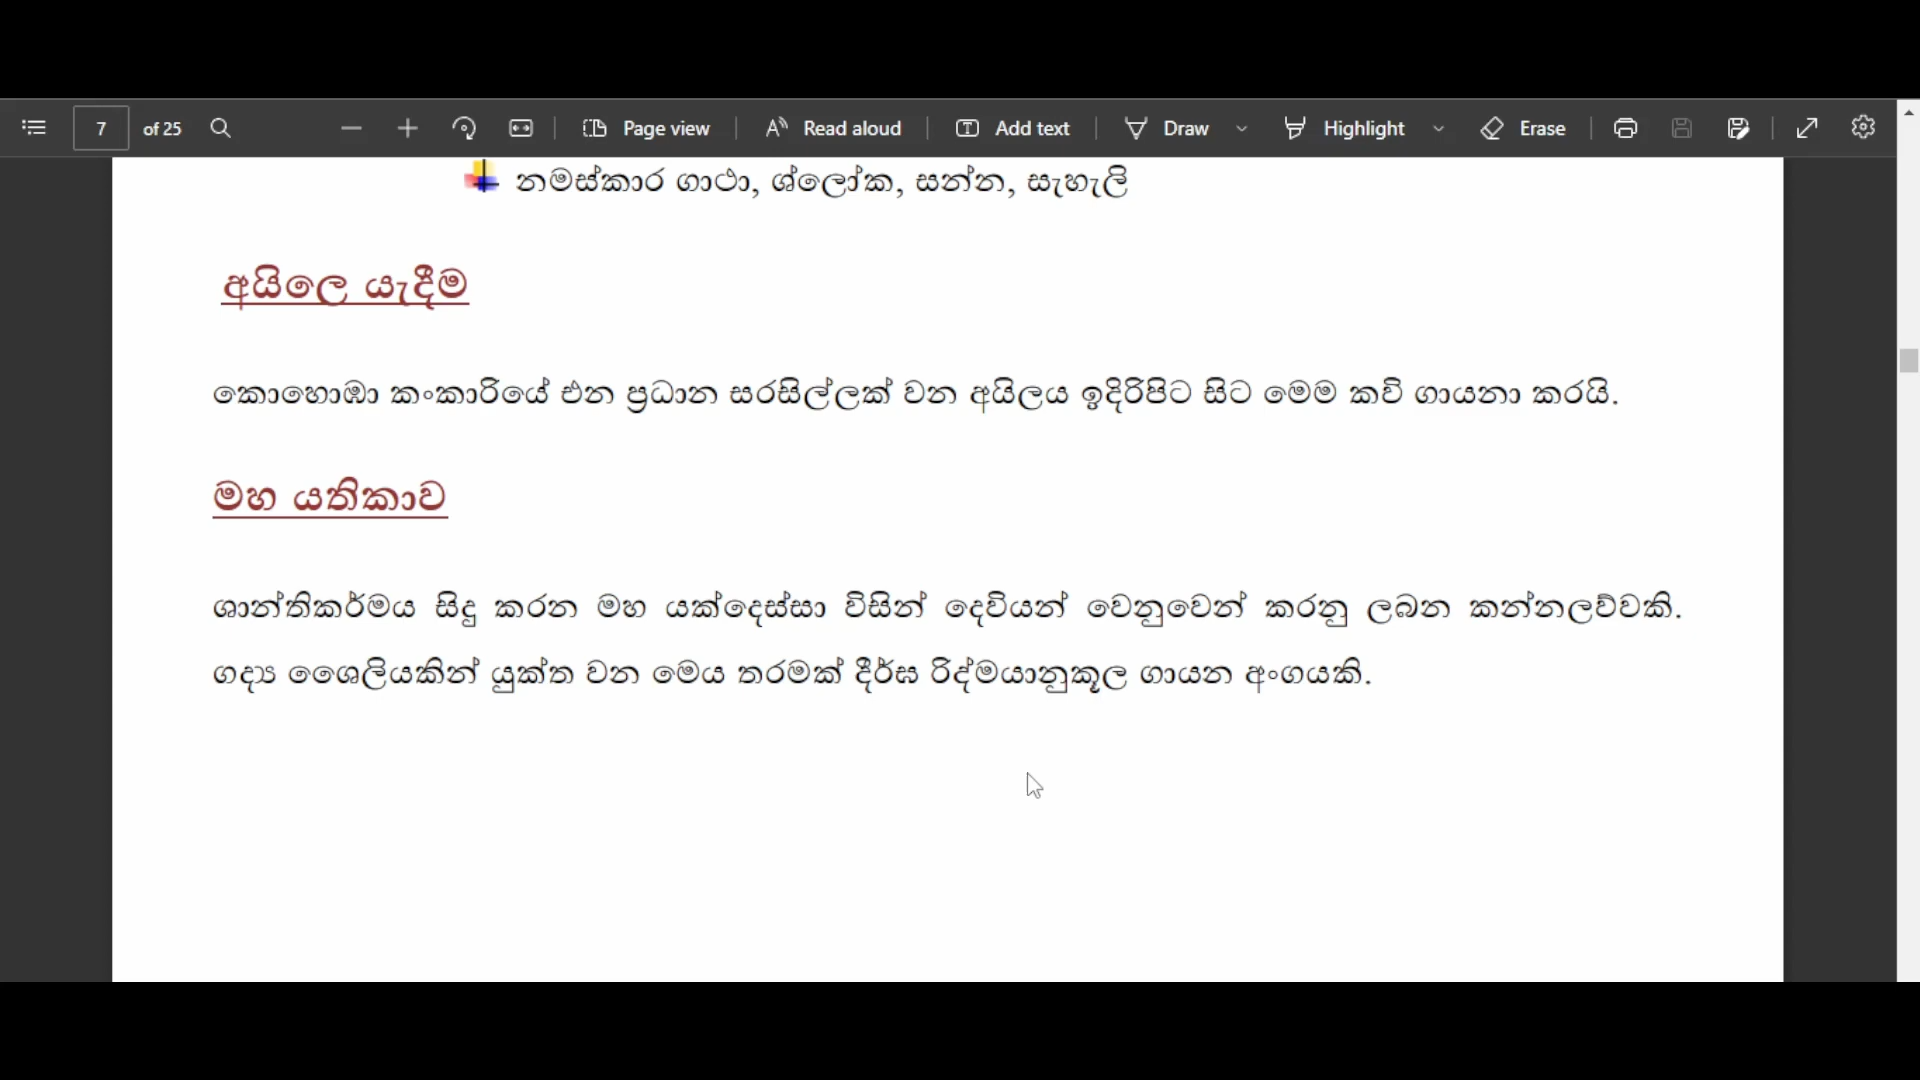 7 of 25 Page view Read aloud Add text Draw Highlight Erase
නමස්කාර ගාථා, ශ්ලෝක, සන්න, සැහැලි
අයිලෙ යැදීම
කොහොඹා කංකාරියේ එන ප්‍රධාන සරසිල්ලක් වන අයිලය ඉදිරිපිට සිට මෙම කවි ගායනා කරයි.
මහ යතිකාව
ශාන්තිකර්මය සිදු කරන මහ යක්දෙස්සා විසින් දෙවියන් වෙනුවෙන් කරනු ලබන කන්නලව්වකි.
ගද්‍ය ශෛලියකින් යුක්ත වන මෙය තරමක් දීර්ඝ රිද්මයානුකූල ගායන අංගයකි.